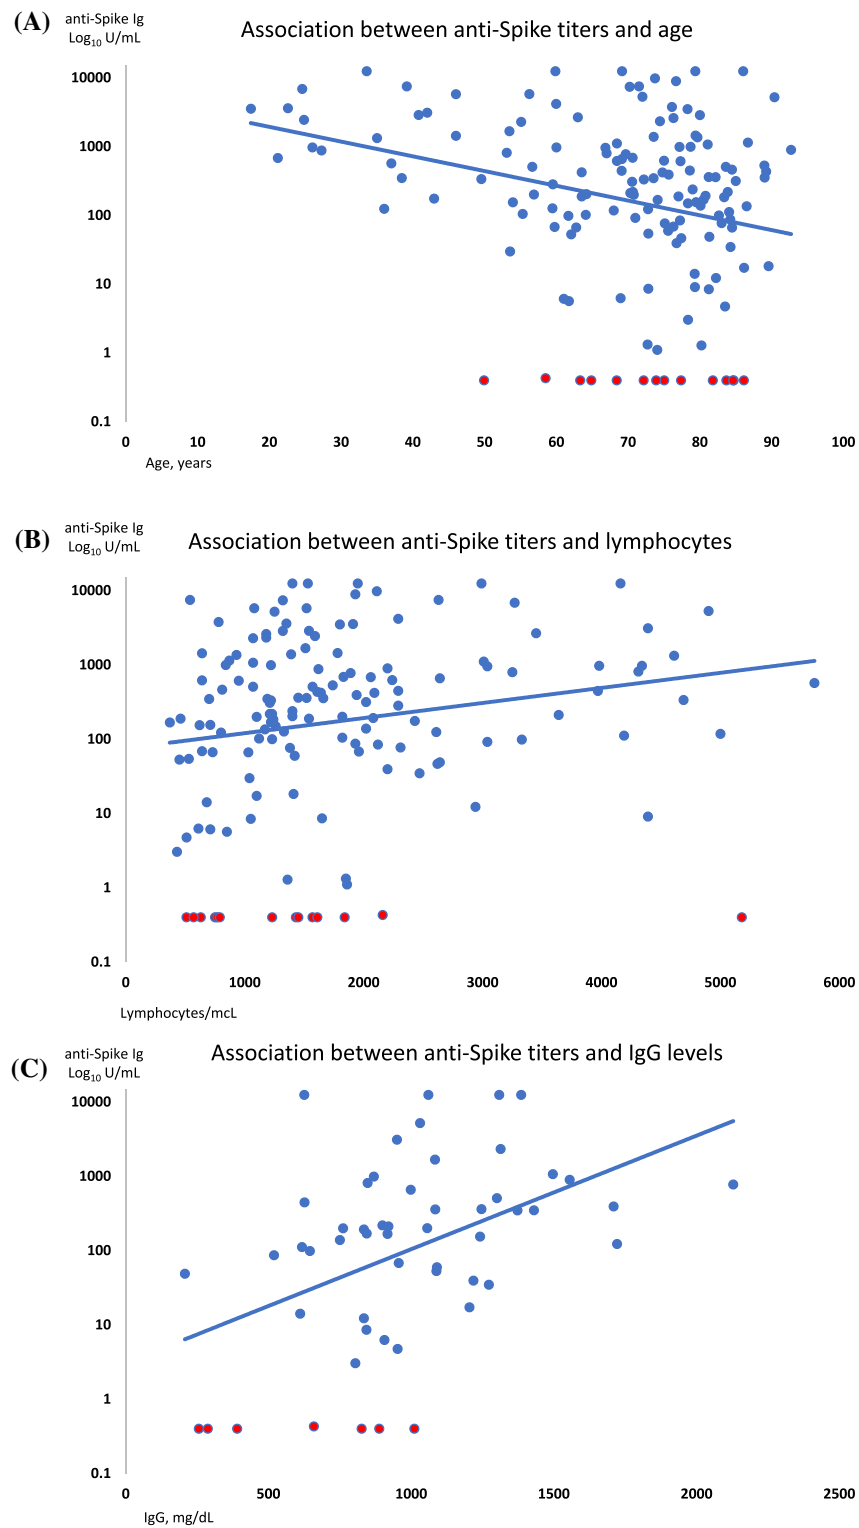 (A)
anti-Spike Ig
Log10 U/mL
Association between anti-Spike titers and age
10000
1000
100
10
1
0.1
0 10 20 30 40 50 60 70 80 90 100
Age, years
(B)
anti-Spike Ig
Log10 U/mL
Association between anti-Spike titers and lymphocytes
10000
1000
100
10
1
0.1
0 1000 2000 3000 4000 5000 6000
Lymphocytes/mcL
(C)
anti-Spike Ig
Log10 U/mL
Association between anti-Spike titers and IgG levels
10000
1000
100
10
1
0.1
0 500 1000 1500 2000 2500
IgG, mg/dL